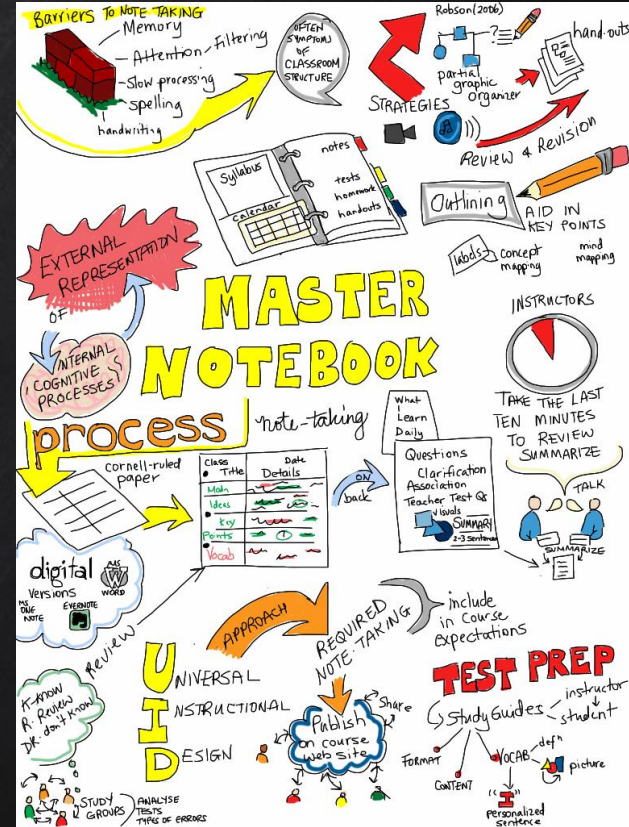 Barriers TO NOTE TAKING
Memory
Attention
Filtering
Slow processing
spelling
handwriting
OFTEN
SYMPTOMS
OF
CLASSROOM
STRUCTURE
Robson(2006)
partial
graphic
organizer
hand-outs
STRATEGIES
Review & Revision
Syllabus
Calendar
notes
tests
homework
handouts
Outlining
AID IN
KEY POINTS
labels
concept
mapping
mind
mapping
EXTERNAL
REPRESENTATION
OF
INTERNAL
COGNITIVE
PROCESSES
MASTER
NOTEBOOK
INSTRUCTORS
TAKE THE LAST
TEN MINUTES
TO REVIEW
SUMMARIZE
TALK
SUMMARIZE
process
note-taking
cornell-ruled
paper
Class
Title
Date
Details
Main
Ideas
Key
Points
Vocab
ON
back
What
I
Learn
Daily
Questions
Clarification
Association
Teacher Test Qs
visuals
SUMMARY
2-3 Sentences
digital
versions
MS
WORD
W
MS
ONE
NOTE
EVERNOTE
Review
APPROACH
UNIVERSAL
INSTRUCTIONAL
DESIGN
REQUIRED
NOTE-TAKING
include
in course
expectations
Publish
on course
web site
Share
K-know
R-Review
DK-don't know
STUDY
GROUPS
ANALYSE
TESTS
TYPES OF ERRORS
TEST PREP
Study Guides
instructor
student
FORMAT
CONTENT
VOCAB
def'n
picture
"I"
personalized
sentence